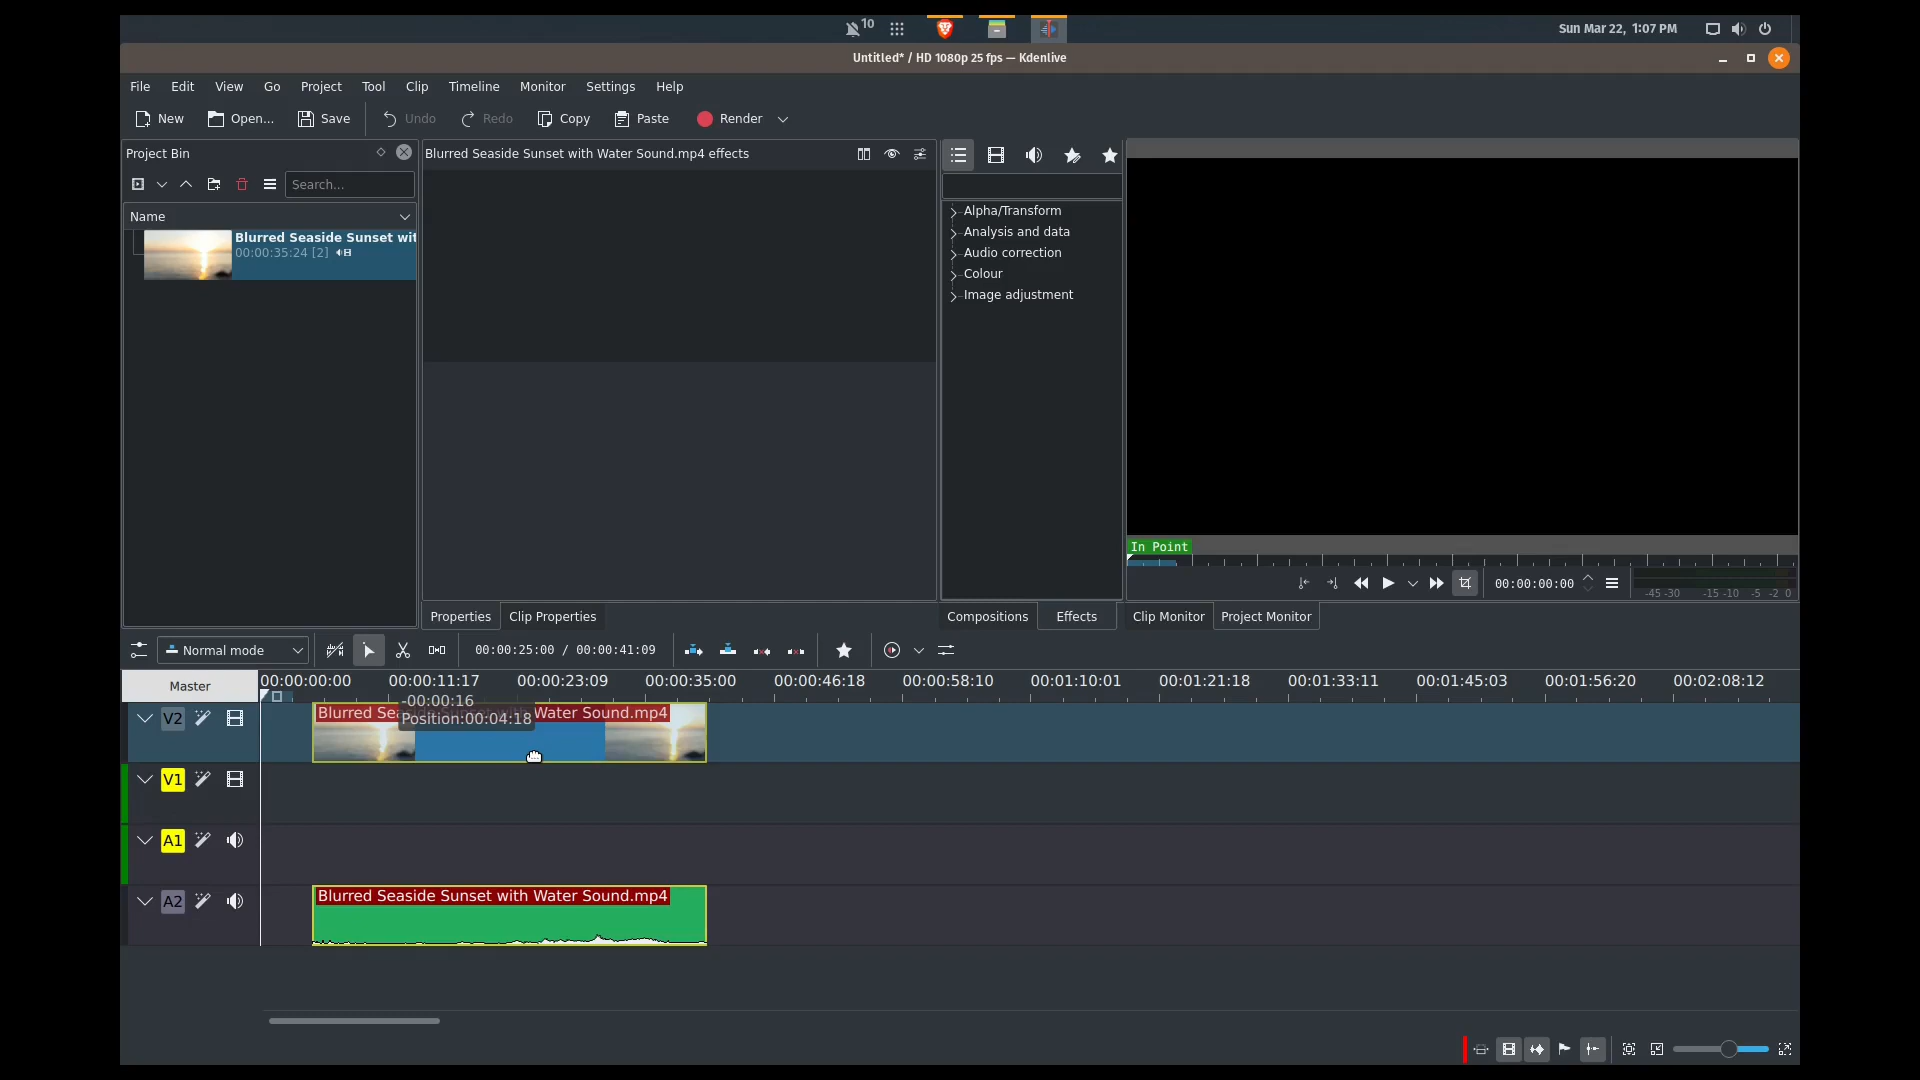 10
Sun Mar 22, 1:07 PM
Untitled* / HD 1080p 25 fps — Kdenlive
File Edit View Go Project Tool Clip Timeline Monitor Settings Help
New Open... Save Undo Redo Copy Paste Render
Project Bin
Search...
Name
Blurred Seaside Sunset wit
00:00:35:24 [2]
Blurred Seaside Sunset with Water Sound.mp4 effects
Alpha/Transform
Analysis and data
Audio correction
Colour
Image adjustment
In Point
00:00:00:00
-45 -30 -15 -10 -5 -2 0
Properties Clip Properties
Compositions Effects
Clip Monitor Project Monitor
Normal mode
00:00:25:00 / 00:00:41:09
Master
00:00:00:00 00:00:11:17 00:00:23:09 00:00:35:00 00:00:46:18 00:00:58:10 00:01:10:01 00:01:21:18 00:01:33:11 00:01:45:03 00:01:56:20 00:02:08:12
-00:00:16
Position:00:04:18
V2
Blurred Sea
Water Sound.mp4
V1
A1
A2
Blurred Seaside Sunset with Water Sound.mp4